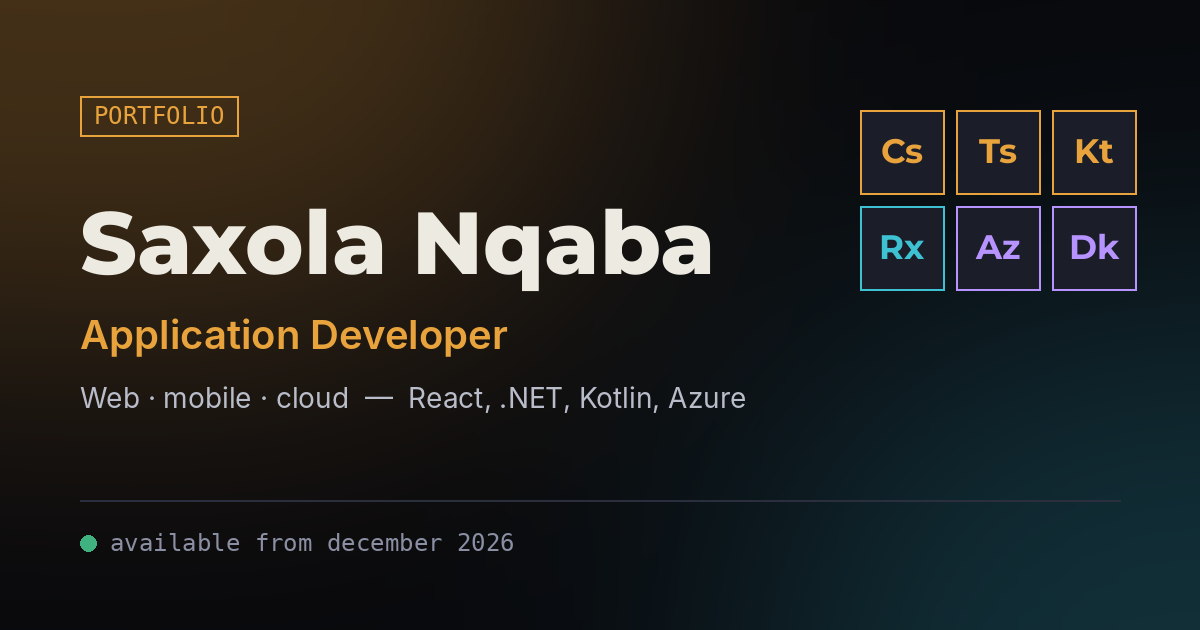 PORTFOLIO
Cs Ts Kt
Rx Az Dk
Saxola Nqaba
Application Developer
Web · mobile · cloud — React, .NET, Kotlin, Azure
available from december 2026